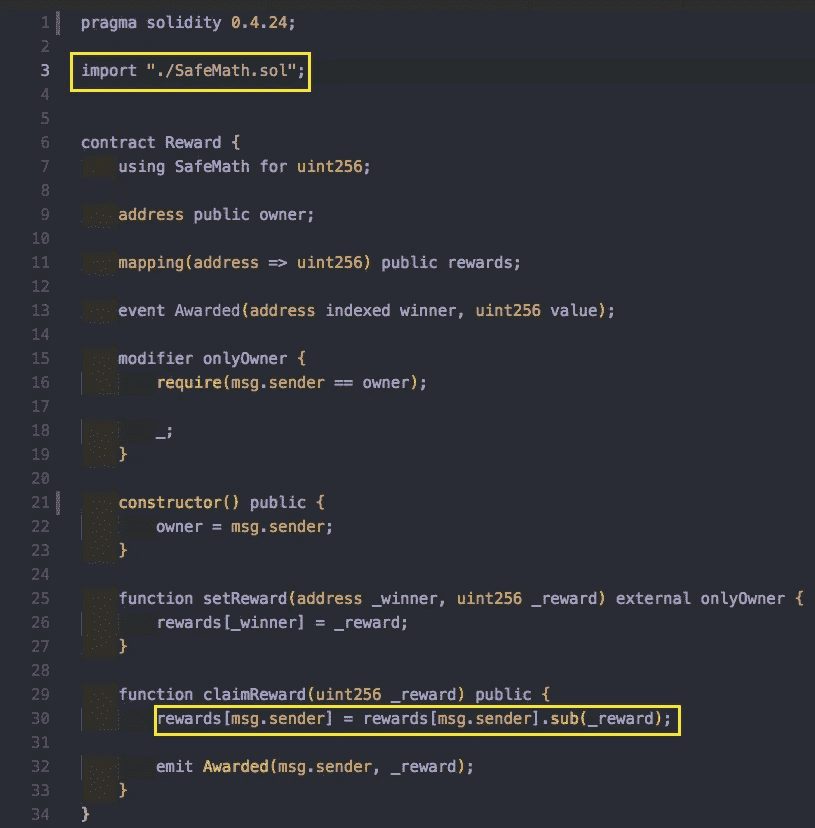 1 pragma solidity 0.4.24;
2
3 import "./SafeMath.sol";
4
5
6 contract Reward {
7 using SafeMath for uint256;
8
9 address public owner;
10
11 mapping(address => uint256) public rewards;
12
13 event Awarded(address indexed winner, uint256 value);
14
15 modifier onlyOwner {
16 require(msg.sender == owner);
17
18 _;
19 }
20
21 constructor() public {
22 owner = msg.sender;
23 }
24
25 function setReward(address _winner, uint256 _reward) external onlyOwner {
26 rewards[_winner] = _reward;
27 }
28
29 function claimReward(uint256 _reward) public {
30 rewards[msg.sender] = rewards[msg.sender].sub(_reward);
31
32 emit Awarded(msg.sender, _reward);
33 }
34 }